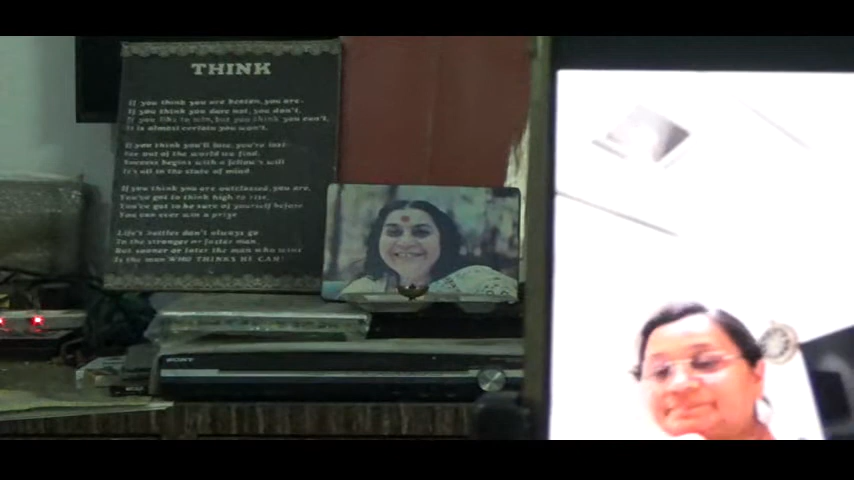 THINK
If you think you are beaten, you are.
If you think you dare not, you don't.
If you like to win, but you think you can't,
It is almost certain you won't.
If you think you'll lose, you're lost
For out of the world we find,
Success begins with a fellow's will
It's all in the state of mind.
If you think you are outclassed, you are.
You've got to think high to rise,
You've got to be sure of yourself before
You can ever win a prize
Life's battles don't always go
To the stronger or faster man,
But sooner or later the man who wins
Is the man WHO THINKS HE CAN!
SONY